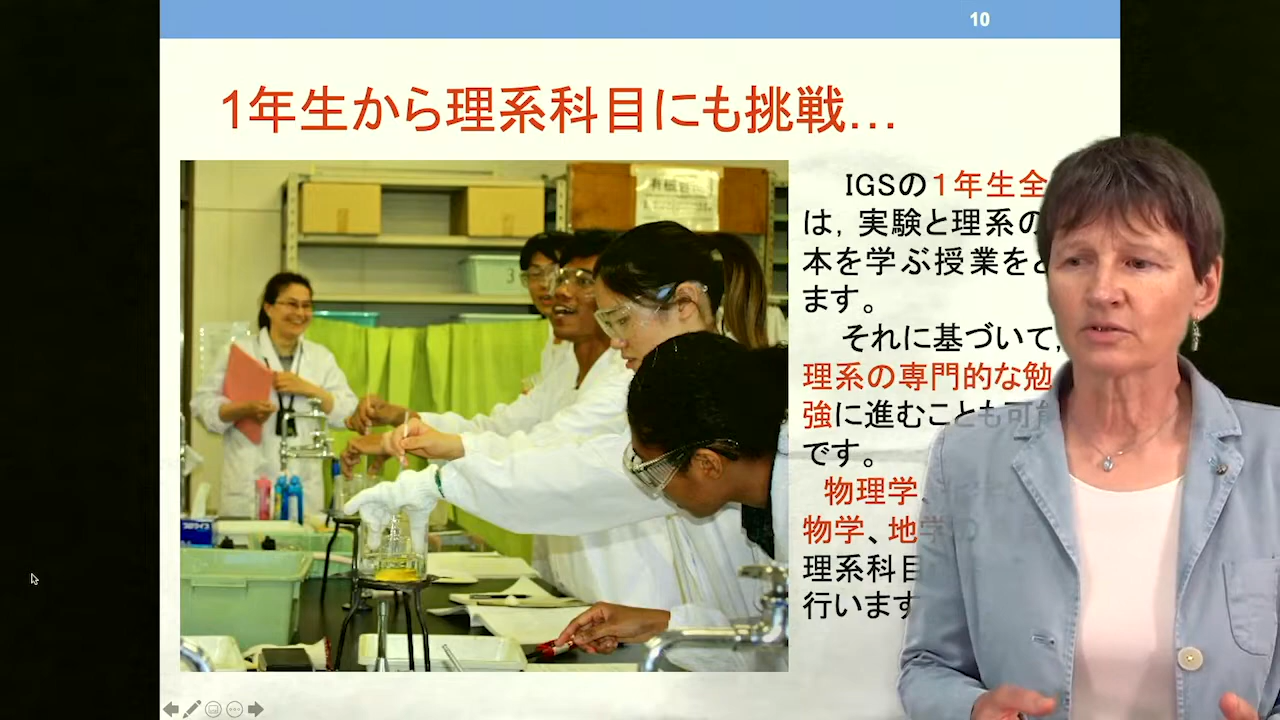 10
1年生から理系科目にも挑戦…
IGSの1年生全
は，実験と理系の
本を学ぶ授業を
ます。
それに基づいて,
理系の専門的な勉
強に進むことも可能
です。
物理学、
物学、地学の
理系科目
行います
3